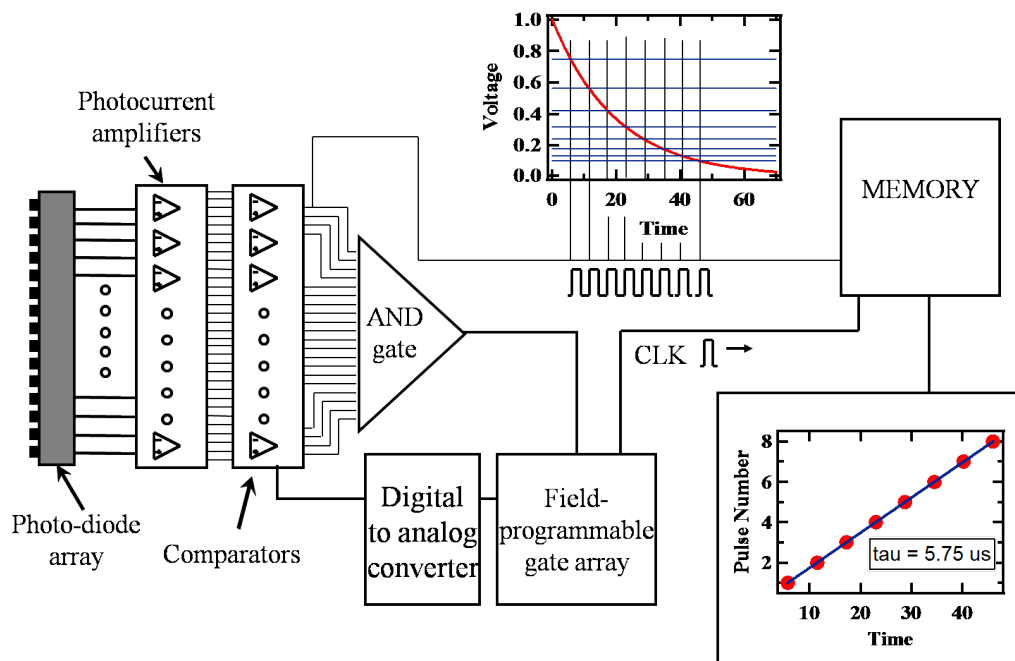 Photocurrent
amplifiers
Voltage
1.0
0.8
0.6
0.4
0.2
0.0
0
20
40
60
Time
MEMORY
AND
gate
CLK
Photo-diode
array
Comparators
Digital
to analog
converter
Field-
programmable
gate array
Pulse Number
8
6
4
2
tau = 5.75 us
10
20
30
40
Time